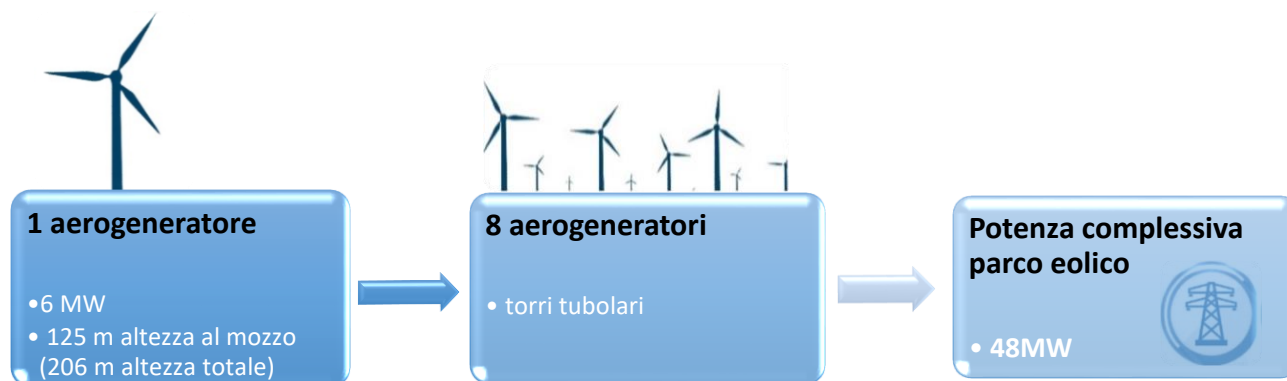 1 aerogeneratore
•6 MW
• 125 m altezza al mozzo
(206 m altezza totale)
8 aerogeneratori
• torri tubolari
Potenza complessiva
parco eolico
• 48MW